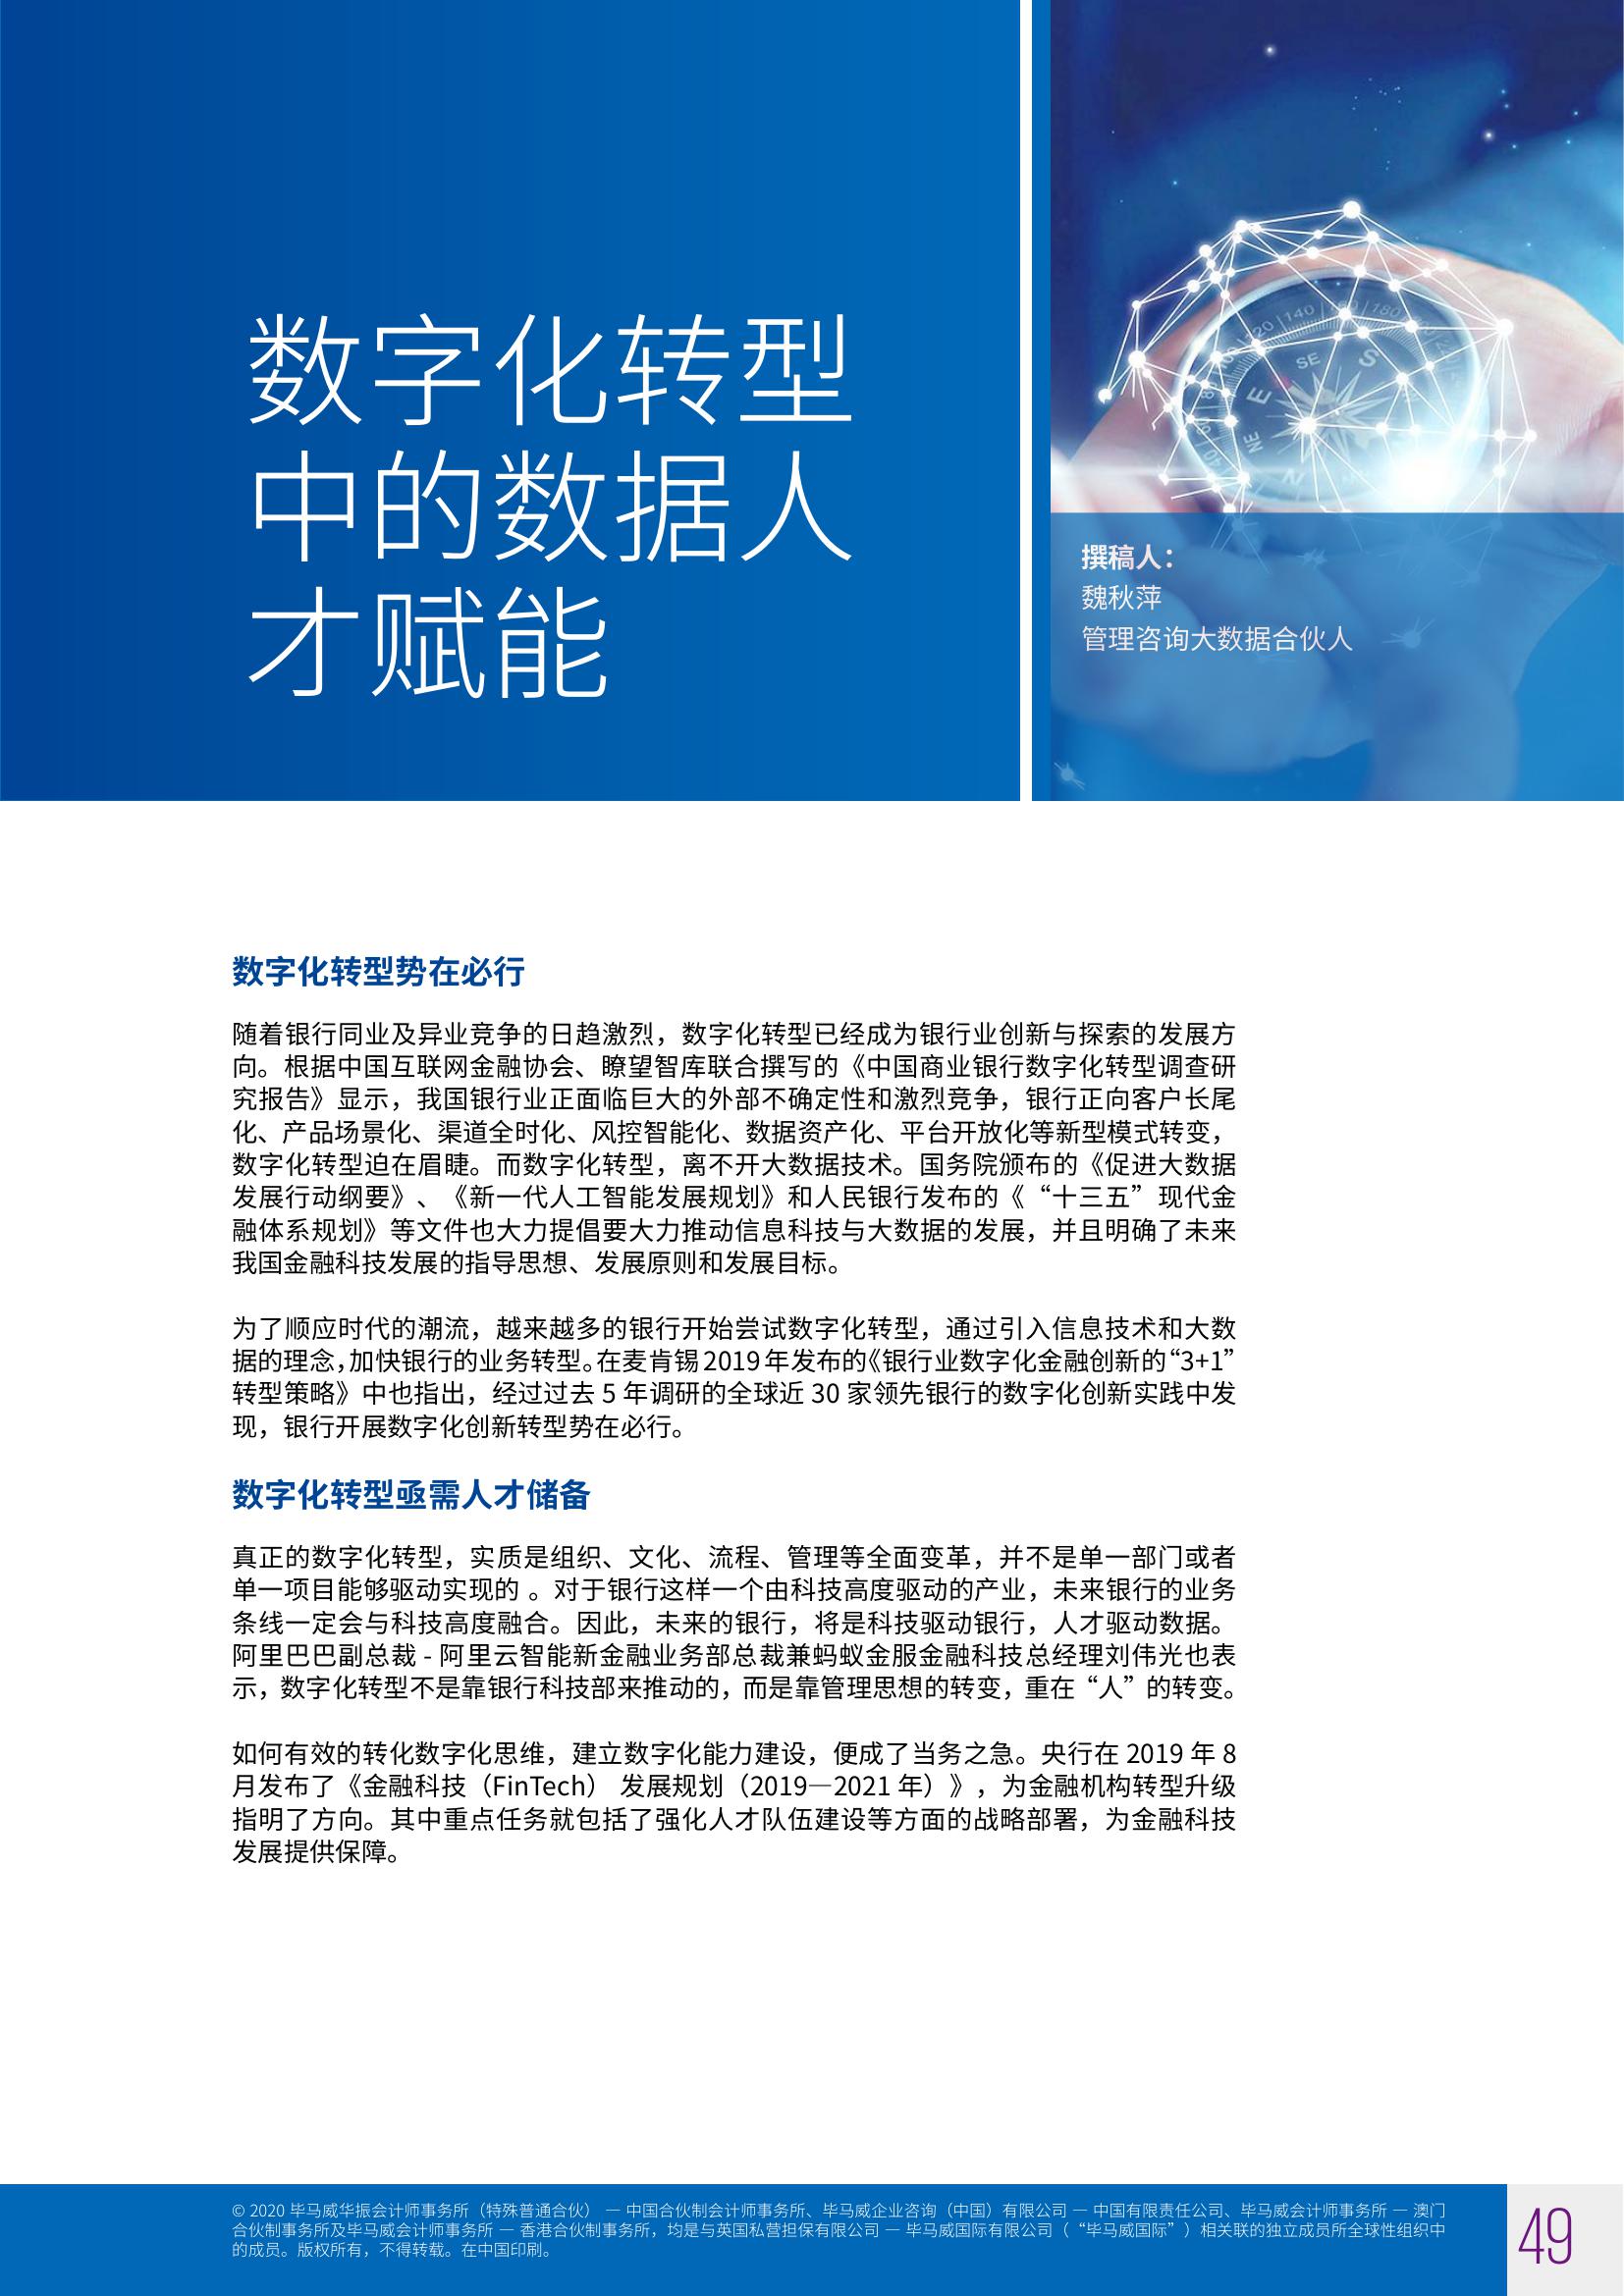 数字化转型
中的数据人
才赋能
撰稿人：
魏秋萍
管理咨询大数据合伙人
数字化转型势在必行
随着银行同业及异业竞争的日趋激烈，数字化转型已经成为银行业创新与探索的发展方
向。根据中国互联网金融协会、瞭望智库联合撰写的《中国商业银行数字化转型调查研
究报告》显示，我国银行业正面临巨大的外部不确定性和激烈竞争，银行正向客户长尾
化、产品场景化、渠道全时化、风控智能化、数据资产化、平台开放化等新型模式转变，
数字化转型迫在眉睫。而数字化转型，离不开大数据技术。国务院颁布的《促进大数据
发展行动纲要》、《新一代人工智能发展规划》和人民银行发布的《“十三五”现代金
融体系规划》等文件也大力提倡要大力推动信息科技与大数据的发展，并且明确了未来
我国金融科技发展的指导思想、发展原则和发展目标。
为了顺应时代的潮流，越来越多的银行开始尝试数字化转型，通过引入信息技术和大数
据的理念，加快银行的业务转型。在麦肯锡2019年发布的《银行业数字化金融创新的“3+1”
转型策略》中也指出，经过过去 5 年调研的全球近 30 家领先银行的数字化创新实践中发
现，银行开展数字化创新转型势在必行。
数字化转型亟需人才储备
真正的数字化转型，实质是组织、文化、流程、管理等全面变革，并不是单一部门或者
单一项目能够驱动实现的 。对于银行这样一个由科技高度驱动的产业，未来银行的业务
条线一定会与科技高度融合。因此，未来的银行，将是科技驱动银行，人才驱动数据。
阿里巴巴副总裁 - 阿里云智能新金融业务部总裁兼蚂蚁金服金融科技总经理刘伟光也表
示，数字化转型不是靠银行科技部来推动的，而是靠管理思想的转变，重在“人”的转变。
如何有效的转化数字化思维，建立数字化能力建设，便成了当务之急。央行在 2019 年 8
月发布了《金融科技（FinTech） 发展规划（2019—2021 年）》，为金融机构转型升级
指明了方向。其中重点任务就包括了强化人才队伍建设等方面的战略部署，为金融科技
发展提供保障。
© 2020 毕马威华振会计师事务所（特殊普通合伙） — 中国合伙制会计师事务所、毕马威企业咨询（中国）有限公司 — 中国有限责任公司、毕马威会计师事务所 — 澳门
合伙制事务所及毕马威会计师事务所 — 香港合伙制事务所，均是与英国私营担保有限公司 — 毕马威国际有限公司（“毕马威国际”）相关联的独立成员所全球性组织中
的成员。版权所有，不得转载。在中国印刷。
49